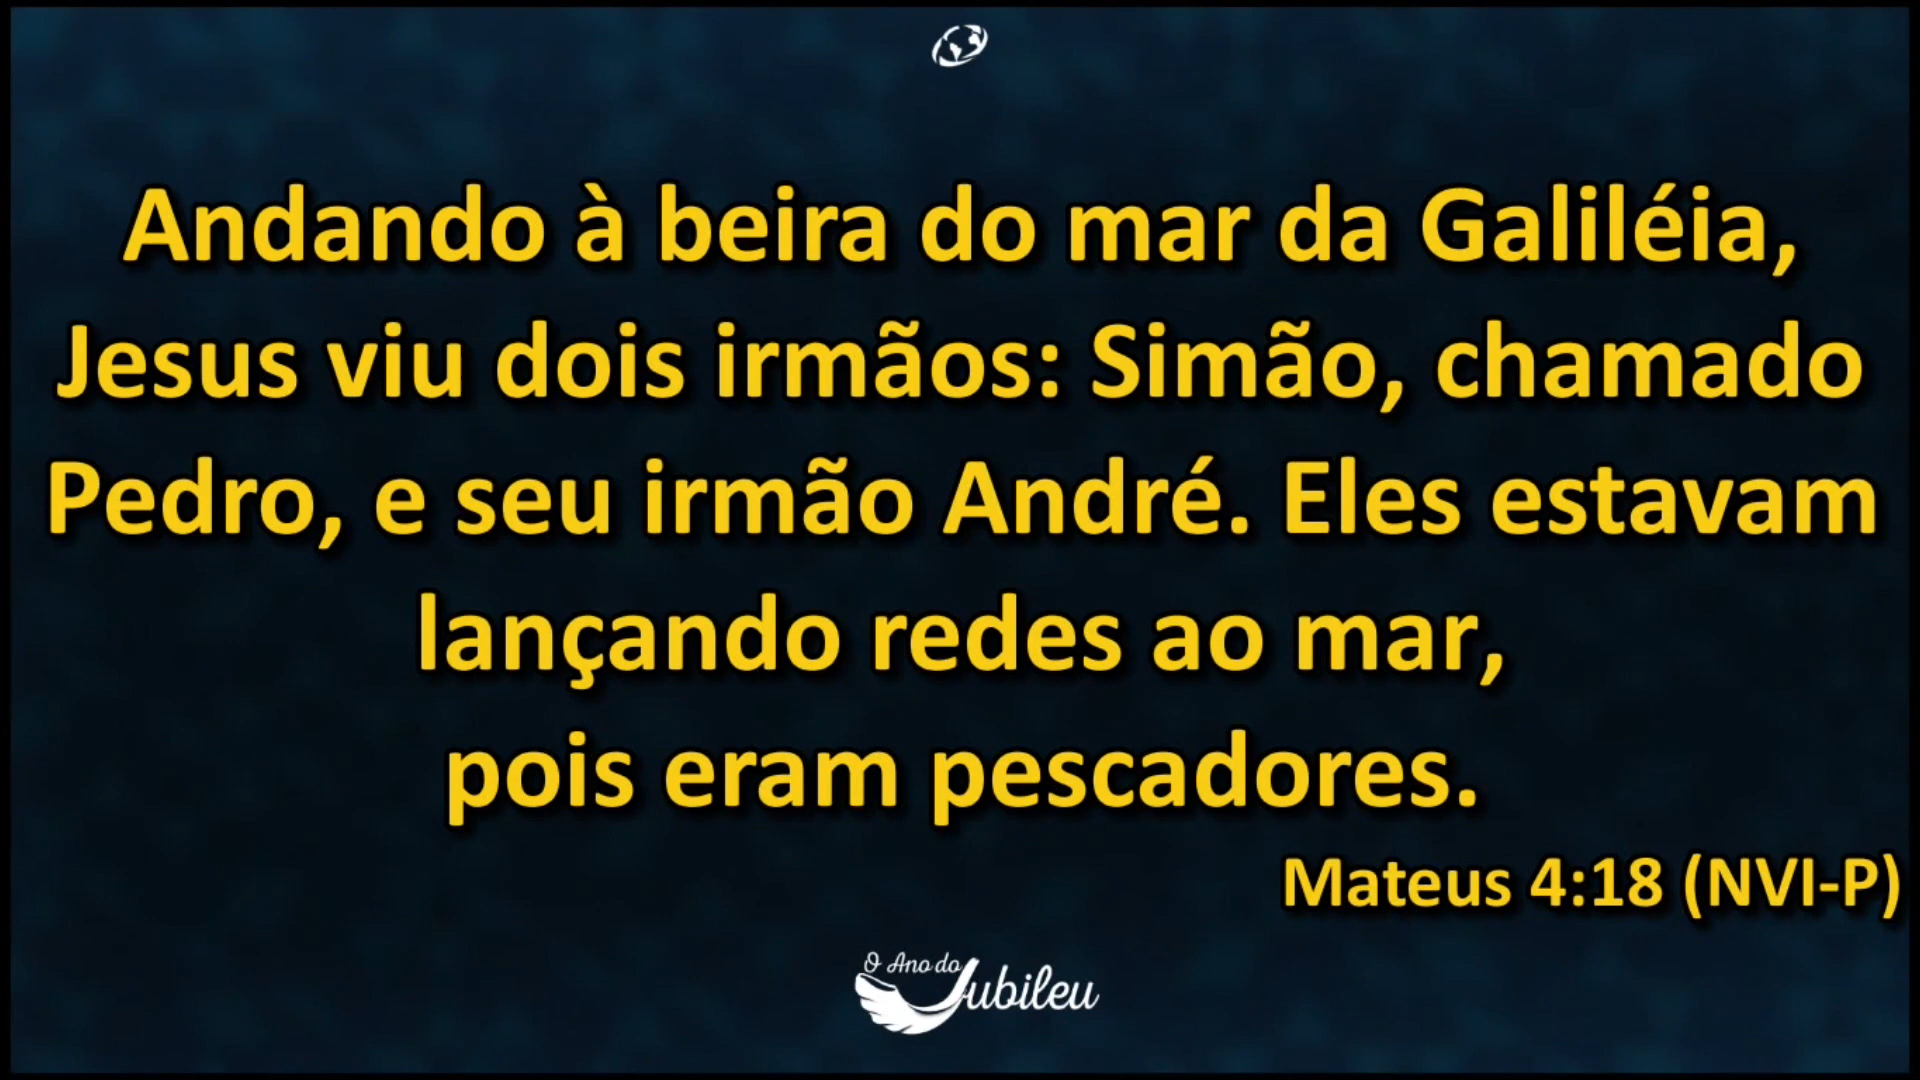 Andando à beira do mar da Galiléia,
Jesus viu dois irmãos: Simão, chamado
Pedro, e seu irmão André. Eles estavam
lançando redes ao mar,
pois eram pescadores.
Mateus 4:18 (NVI-P)
O Ano do
Jubileu